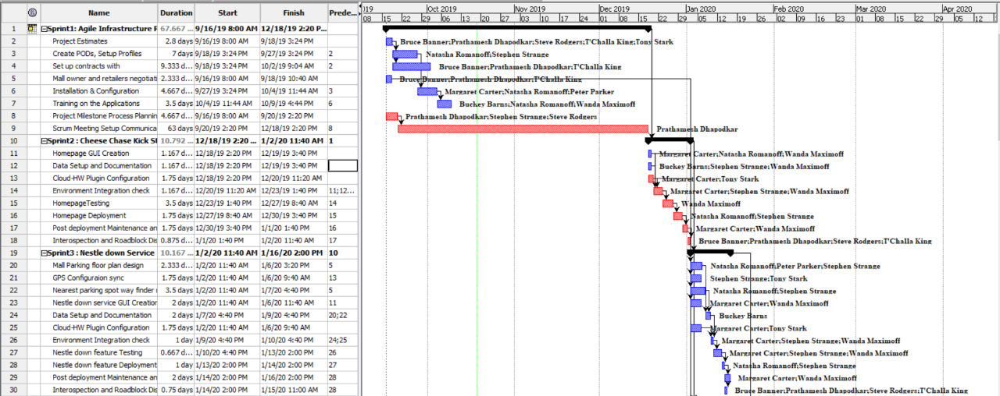 Name Duration Start Finish Prede...
)19 Oct 2019 Nov 2019 Dec 2019 Jan 2020 Feb 2020 Mar 2020 Apr 2020
08 15 22 29 06 13 20 27 03 10 17 24 01 08 15 22 29 05 12 19 26 02 09 16 23 01 08 15 22 29 05 12
1 Sprint1: Agile Infrastructure F 67.667 ... 9/16/19 8:00 AM 12/18/19 2:20 P...
2 Project Estimates 2.8 days 9/16/19 8:00 AM 9/18/19 3:24 PM Bruce Banner;Prathamesh Dhapodkar;Steve Rodgers;T'Challa King;Tony Stark
3 Create PODs, Setup Profiles 7 days 9/18/19 3:24 PM 9/27/19 3:24 PM 2 Natasha Romanoff;Stephen Strange
4 Set up contracts with 9.333 d... 9/18/19 3:24 PM 10/2/19 9:04 AM 2 Bruce Banner;Prathamesh Dhapodkar;T'Challa King
5 Mall owner and retailers negotiati 2.333 d... 9/16/19 8:00 AM 9/18/19 10:40 AM Bruce Banner;Prathamesh Dhapodkar;T'Challa King
6 Installation & Configuration 4.667 d... 9/27/19 3:24 PM 10/4/19 11:44 AM 3 Margaret Carter;Natasha Romanoff;Peter Parker
7 Training on the Applications 3.5 days 10/4/19 11:44 AM 10/9/19 4:44 PM 6 Buckey Barns;Natasha Romanoff;Wanda Maximoff
8 Project Milestone Process Plannin 4.667 d... 9/16/19 8:00 AM 9/20/19 2:20 PM Prathamesh Dhapodkar;Stephen Strange;Steve Rodgers
9 Scrum Meeting Setup Communica 63 days 9/20/19 2:20 PM 12/18/19 2:20 PM 8 Prathamesh Dhapodkar
10 Sprint2 : Cheese Chase Kick St 10.792 ... 12/18/19 2:20 ... 1/2/20 11:40 AM 1
11 Homepage GUI Creation 1.167 d... 12/18/19 2:20 PM 12/19/19 3:40 PM Margaret Carter;Natasha Romanoff;Wanda Maximoff
12 Data Setup and Documentation 1.167 d... 12/18/19 2:20 PM 12/19/19 3:40 PM Buckey Barns;Stephen Strange;Wanda Maximoff
13 Cloud-HW Plugin Configuration 1.75 days 12/18/19 2:20 PM 12/20/19 11:20 AM Margaret Carter;Tony Stark
14 Environment Integration check 1.167 d... 12/20/19 11:20 AM 12/23/19 1:40 PM 11;12... Margaret Carter;Stephen Strange;Wanda Maximoff
15 HomepageTesting 3.5 days 12/23/19 1:40 PM 12/27/19 8:40 AM 14 Wanda Maximoff
16 Homepage Deployment 1.75 days 12/27/19 8:40 AM 12/30/19 3:40 PM 15 Natasha Romanoff;Stephen Strange
17 Post deployment Maintenance an 1.75 days 12/30/19 3:40 PM 1/1/20 1:40 PM 16 Margaret Carter;Wanda Maximoff
18 Interospection and Roadblock Dis 0.875 d... 1/1/20 1:40 PM 1/2/20 11:40 AM 17 Bruce Banner;Prathamesh Dhapodkar;Steve Rodgers;T'Challa King
19 Sprint3 : Nestle down Service 10.167 ... 1/2/20 11:40 AM 1/16/20 2:00 PM 10
20 Mall Parking floor plan design 2.333 d... 1/2/20 11:40 AM 1/6/20 3:20 PM 5 Natasha Romanoff;Peter Parker;Stephen Strange
21 GPS Configuraion sync 1.75 days 1/2/20 11:40 AM 1/6/20 9:40 AM 13 Stephen Strange;Tony Stark
22 Nearest parking spot way finder 3.5 days 1/2/20 11:40 AM 1/7/20 4:40 PM 5 Natasha Romanoff;Stephen Strange
23 Nestle down service GUI Creation 2 days 1/2/20 11:40 AM 1/6/20 11:40 AM 11 Margaret Carter;Wanda Maximoff
24 Data Setup and Documentation 2 days 1/7/20 4:40 PM 1/9/20 4:40 PM 20;22 Buckey Barns
25 Cloud-HW Plugin Configuration 1.75 days 1/2/20 11:40 AM 1/6/20 9:40 AM Margaret Carter;Tony Stark
26 Environment Integration check 1 day 1/9/20 4:40 PM 1/10/20 4:40 PM 24;25 Margaret Carter;Stephen Strange;Wanda Maximoff
27 Nestle down feature Testing 0.667 d... 1/10/20 4:40 PM 1/13/20 2:00 PM 26 Margaret Carter;Stephen Strange;Wanda Maximoff
28 Nestle down feature Deployment 1 day 1/13/20 2:00 PM 1/14/20 2:00 PM 27 Natasha Romanoff;Stephen Strange
29 Post deployment Maintenance an 2 days 1/14/20 2:00 PM 1/16/20 2:00 PM 28 Margaret Carter;Wanda Maximoff
30 Interospection and Roadblock Dis 0.75 days 1/14/20 2:00 PM 1/15/20 11:00 AM 28 Bruce Banner;Prathamesh Dhapodkar;Steve Rodgers;T'Challa King